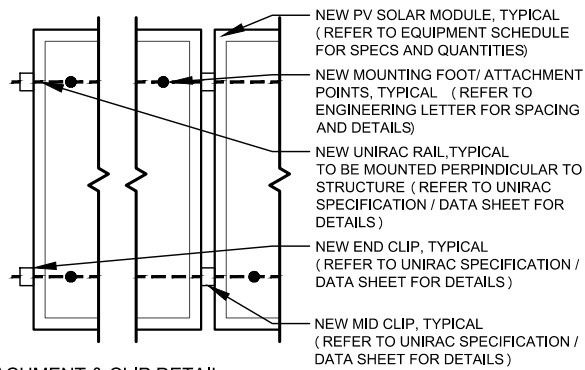 NEW PV SOLAR MODULE, TYPICAL
( REFER TO EQUIPMENT SCHEDULE
FOR SPECS AND QUANTITIES)
NEW MOUNTING FOOT/ ATTACHMENT
POINTS, TYPICAL ( REFER TO
ENGINEERING LETTER FOR SPACING
AND DETAILS)
NEW UNIRAC RAIL,TYPICAL
TO BE MOUNTED PERPINDICULAR TO
STRUCTURE ( REFER TO UNIRAC
SPECIFICATION / DATA SHEET FOR
DETAILS )
NEW END CLIP, TYPICAL
( REFER TO UNIRAC SPECIFICATION /
DATA SHEET FOR DETAILS )
NEW MID CLIP, TYPICAL
( REFER TO UNIRAC SPECIFICATION /
DATA SHEET FOR DETAILS )